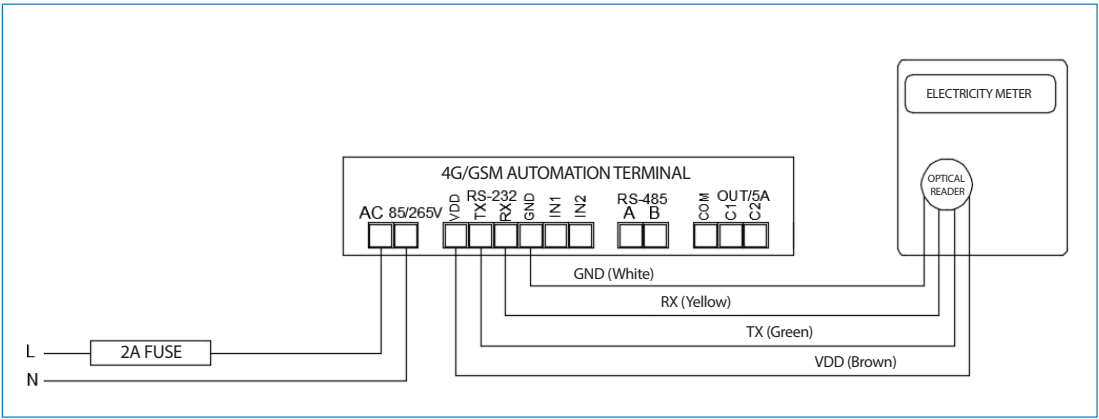 ELECTRICITY METER
OPTICAL
READER
4G/GSM AUTOMATION TERMINAL
AC 85/265V
VDD
RS-232
TX
RX
GND
IN1
IN2
RS-485
A B
COM
OUT/5A
C1
C2
GND (White)
RX (Yellow)
TX (Green)
VDD (Brown)
L
2A FUSE
N